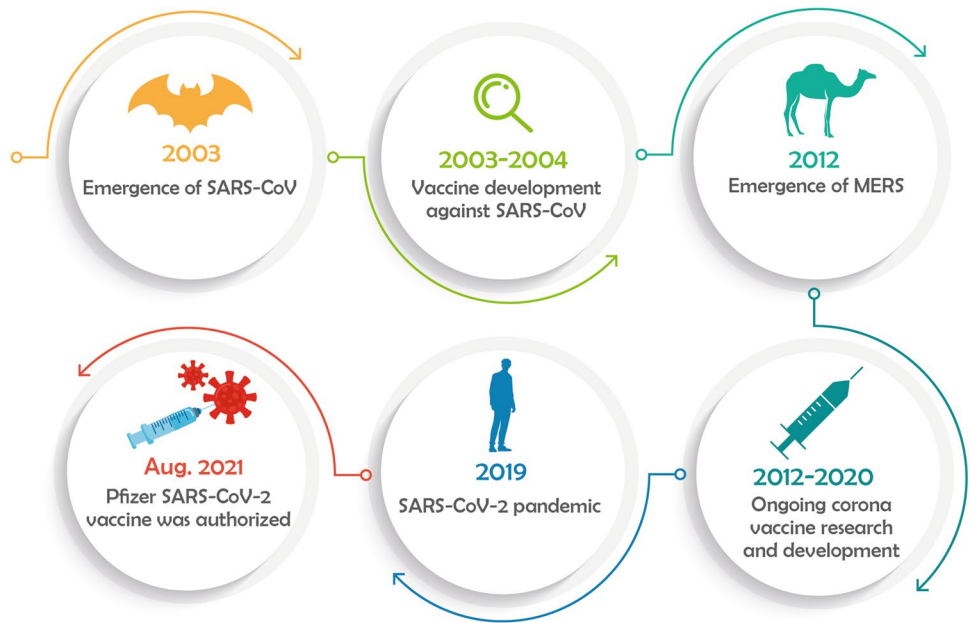 2003
Emergence of SARS-CoV
2003-2004
Vaccine development
against SARS-CoV
2012
Emergence of MERS
2012-2020
Ongoing corona
vaccine research
and development
2019
SARS-CoV-2 pandemic
Aug. 2021
Pfizer SARS-CoV-2
vaccine was authorized